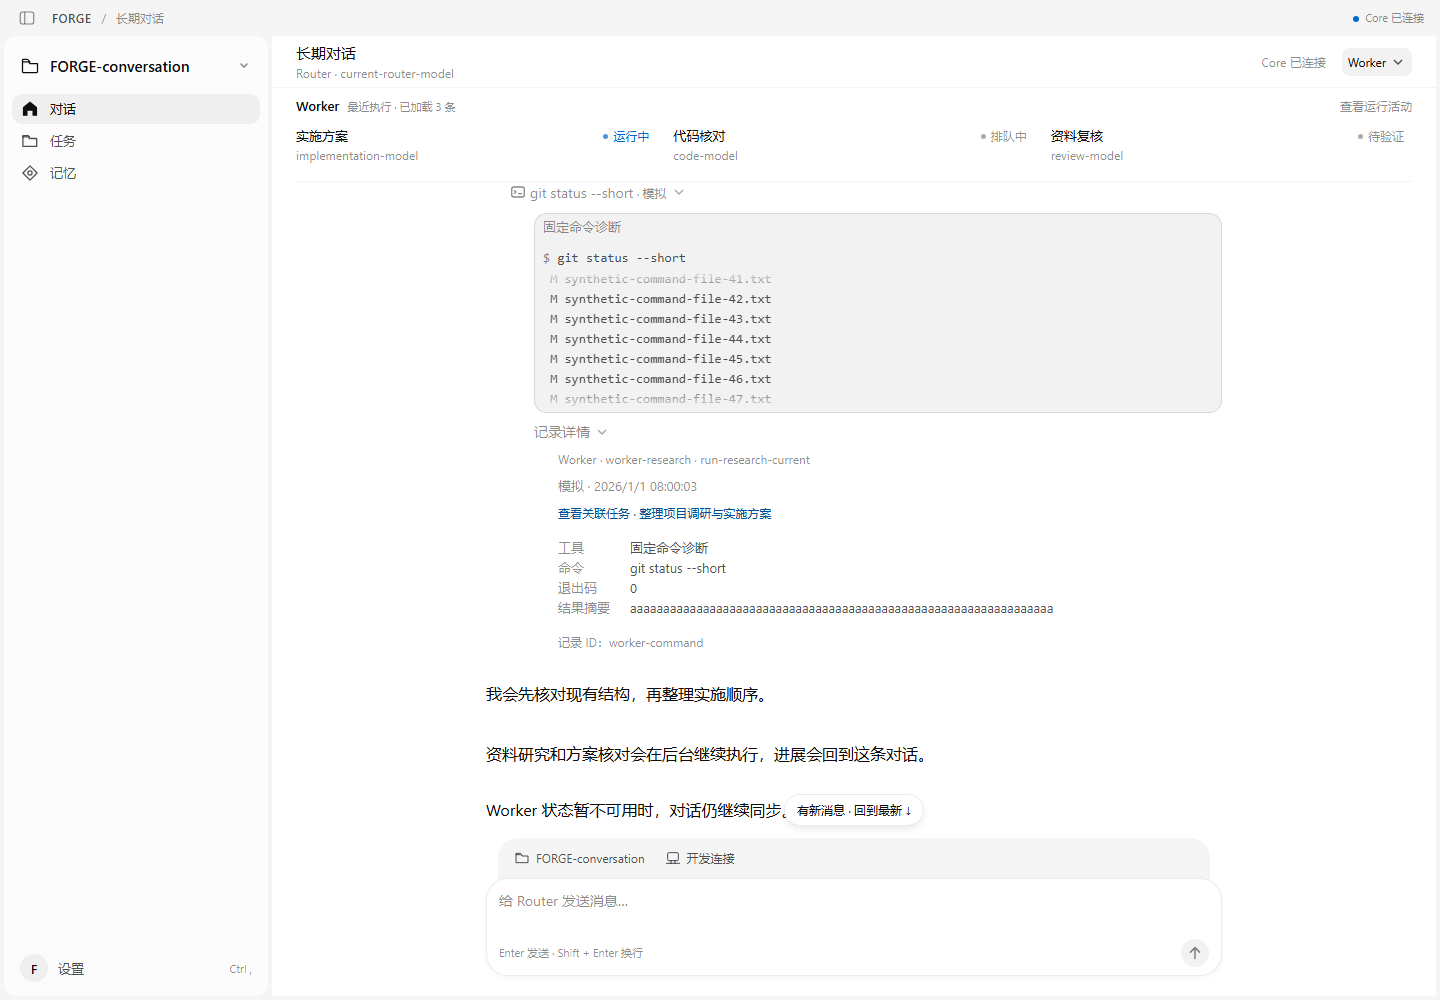 FORGE / 长期对话
Core 已连接
FORGE-conversation
对话
任务
记忆
F 设置 Ctrl ,
长期对话
Router · current-router-model
Core 已连接
Worker
Worker 最近执行 · 已加载 3 条
查看运行活动
实施方案 运行中
implementation-model
代码核对 排队中
code-model
资料复核 待验证
review-model
git status --short · 模拟
固定命令诊断
$ git status --short
M synthetic-command-file-41.txt
M synthetic-command-file-42.txt
M synthetic-command-file-43.txt
M synthetic-command-file-44.txt
M synthetic-command-file-45.txt
M synthetic-command-file-46.txt
M synthetic-command-file-47.txt
记录详情
Worker · worker-research · run-research-current
模拟 · 2026/1/1 08:00:03
查看关联任务 · 整理项目调研与实施方案
工具 固定命令诊断
命令 git status --short
退出码 0
结果摘要 aaaaaaaaaaaaaaaaaaaaaaaaaaaaaaaaaaaaaaaaaaaaaaaaaaaaaaaaaaaaaaaa
记录 ID：worker-command
我会先核对现有结构，再整理实施顺序。
资料研究和方案核对会在后台继续执行，进展会回到这条对话。
Worker 状态暂不可用时，对话仍继续同步。
有新消息 · 回到最新 ↓
FORGE-conversation 开发连接
给 Router 发送消息...
Enter 发送 · Shift + Enter 换行